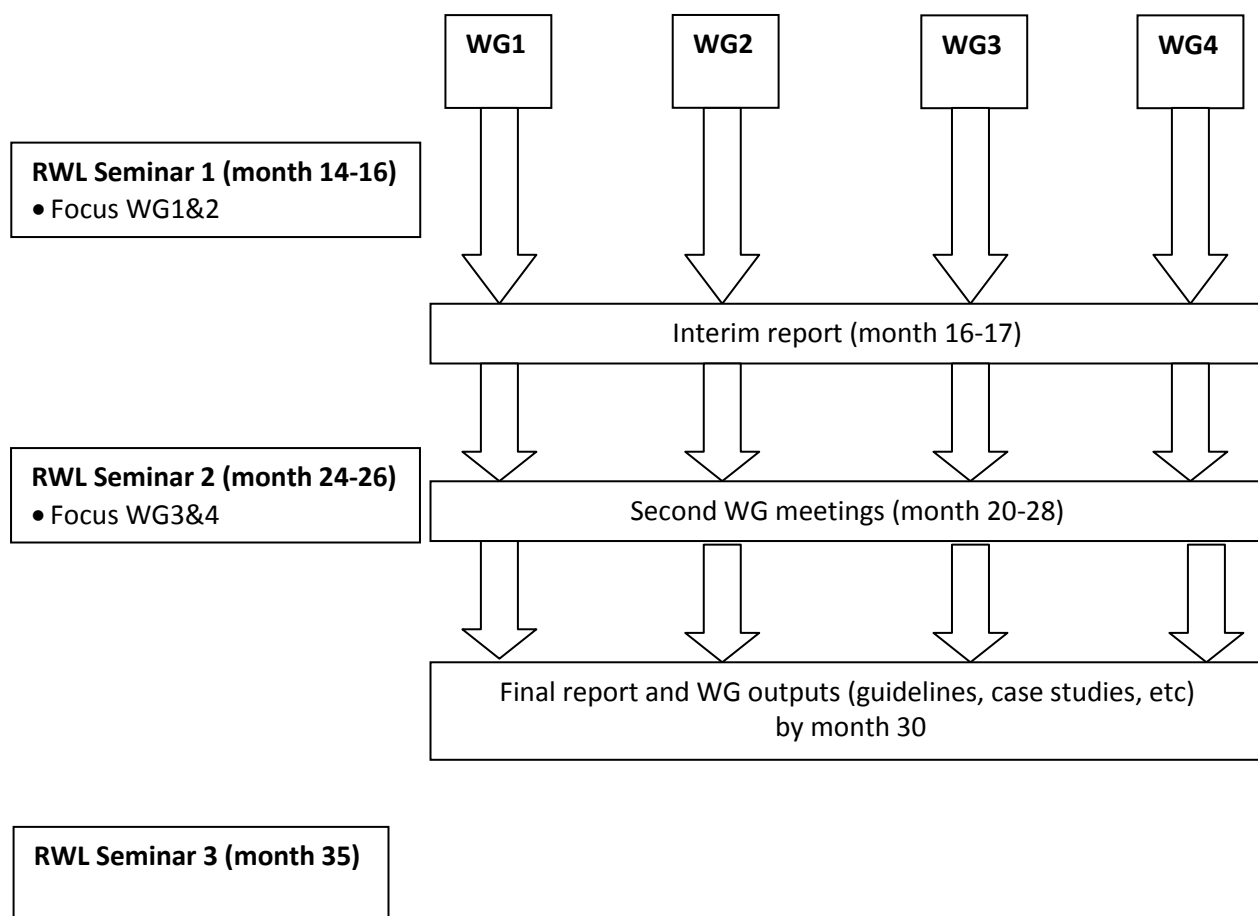 WG1
WG2
WG3
WG4
RWL Seminar 1 (month 14-16)
• Focus WG1&2
Interim report (month 16-17)
RWL Seminar 2 (month 24-26)
• Focus WG3&4
Second WG meetings (month 20-28)
Final report and WG outputs (guidelines, case studies, etc)
by month 30
RWL Seminar 3 (month 35)